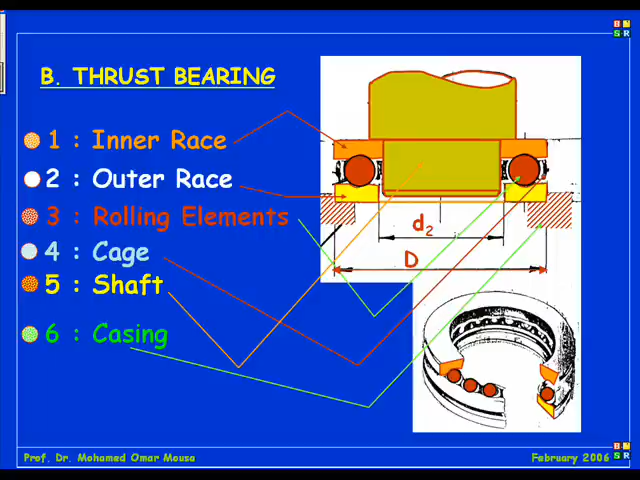 B. THRUST BEARING
1 : Inner Race
2 : Outer Race
3 : Rolling Elements
4 : Cage
5 : Shaft
6 : Casing
d2
D
Prof. Dr. Mohamed Omar Mousa
February 2006